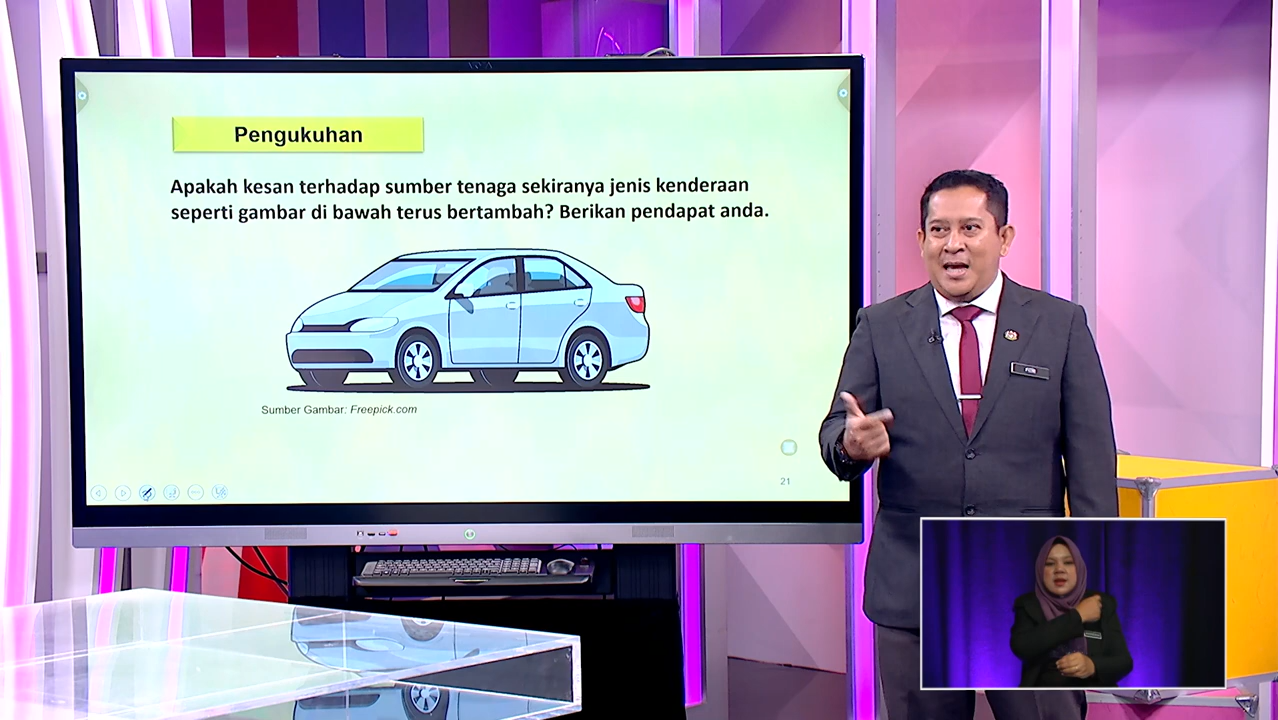 Pengukuhan
Apakah kesan terhadap sumber tenaga sekiranya jenis kenderaan
seperti gambar di bawah terus bertambah? Berikan pendapat anda.
Sumber Gambar: Freepick.com
21